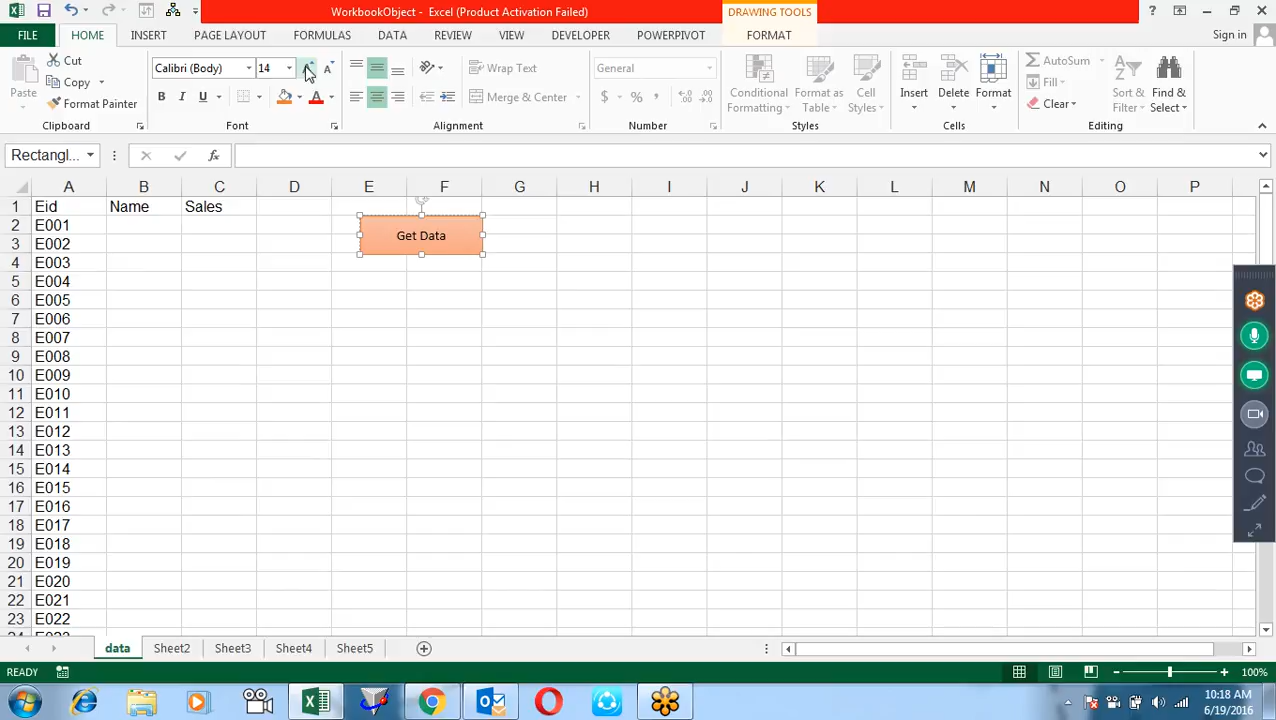 WorkbookObject - Excel (Product Activation Failed)
DRAWING TOOLS
FILE
HOME
INSERT
PAGE LAYOUT
FORMULAS
DATA
REVIEW
VIEW
DEVELOPER
POWERPIVOT
FORMAT
Sign in
Paste
Cut
Copy
Format Painter
Clipboard
Calibri (Body)
14
B I U
A
Font
Wrap Text
Merge & Center
Alignment
General
$ % ,
Number
Conditional Formatting
Format as Table
Cell Styles
Styles
Insert
Delete
Format
Cells
AutoSum
Fill
Clear
Sort & Filter
Find & Select
Editing
Rectangl...
fx
A B C D E F G H I J K L M N O P
1 Eid Name Sales
2 E001
Get Data
3 E002
4 E003
5 E004
6 E005
7 E006
8 E007
9 E008
10 E009
11 E010
12 E011
13 E012
14 E013
15 E014
16 E015
17 E016
18 E017
19 E018
20 E019
21 E020
22 E021
23 E022
data Sheet2 Sheet3 Sheet4 Sheet5
READY
100%
10:18 AM
6/19/2016